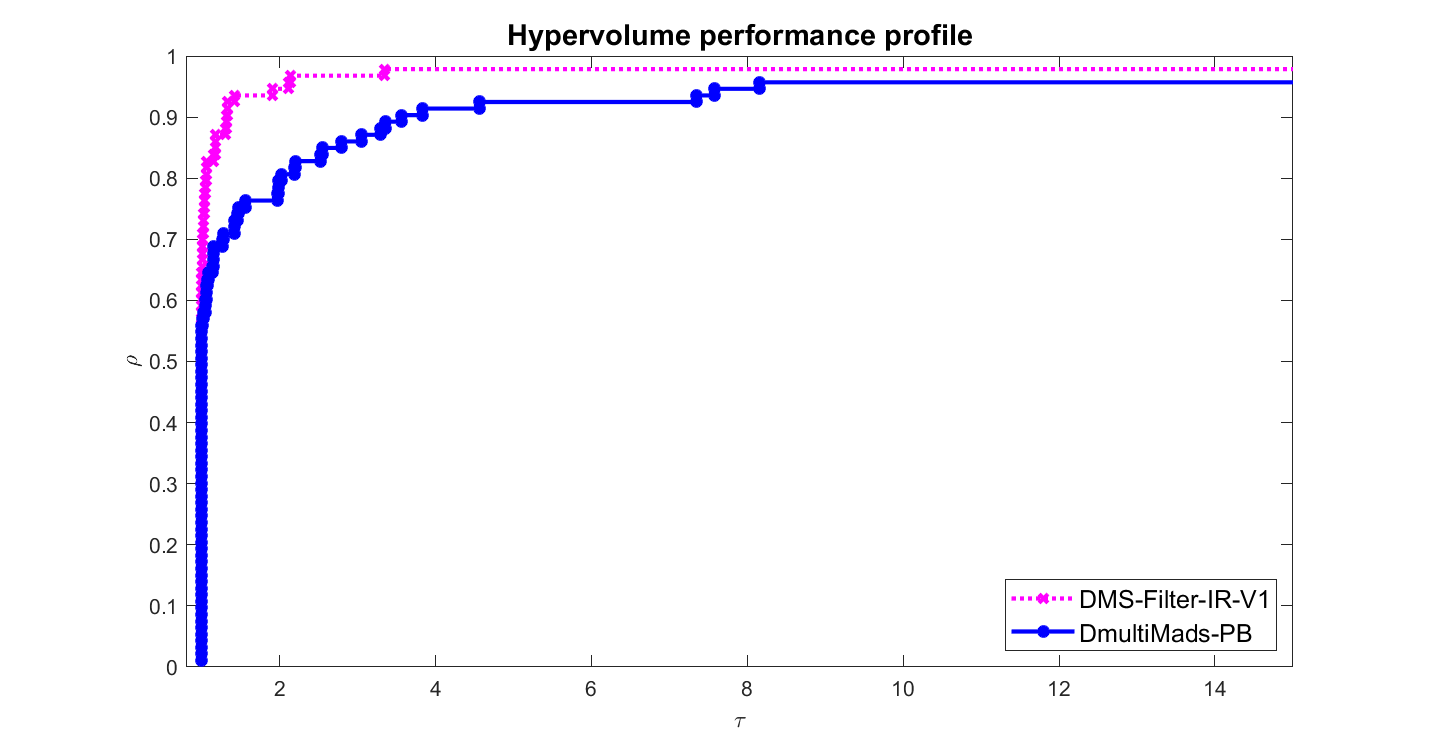 Hypervolume performance profile
1
0.9
0.8
0.7
0.6
0.5
0.4
0.3
0.2
0.1
0
ρ
2 4 6 8 10 12 14
τ
DMS-Filter-IR-V1
DmultiMads-PB